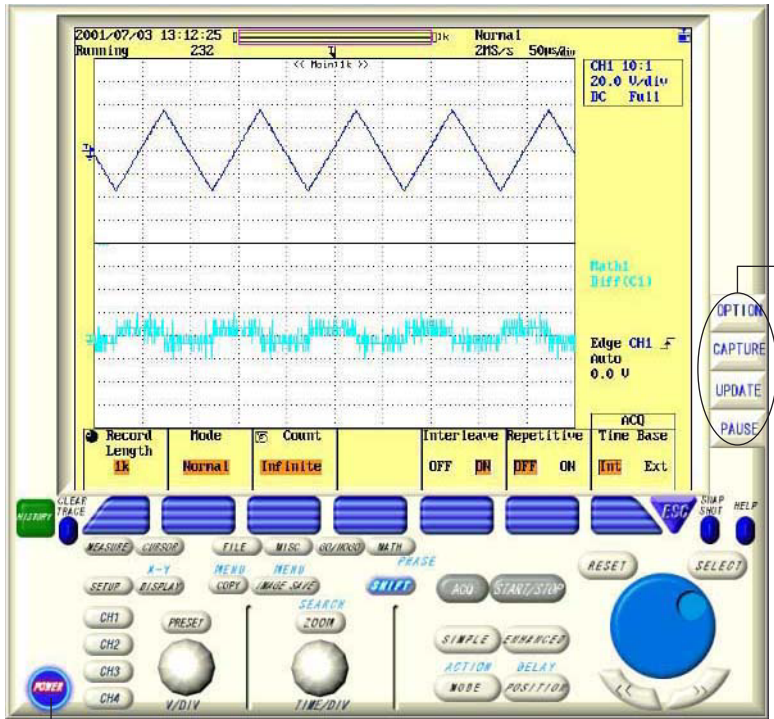 2001/07/03 13:12:25 1k Normal
Running 232 2MS/s 50µs/div
<< Main:1k >>
CH1 10:1
20.0 V/div
DC Full
Math1
Diff(C1)
Edge CH1
Auto
0.0 V
OPTION
CAPTURE
UPDATE
PAUSE
ACQ
Record Length Mode Count Interleave Repetitive Time Base
1k Normal Infinite OFF ON OFF ON Int Ext
HISTORY
CLEAR TRACE
ESC
SNAP SHOT
HELP
MEASURE CURSOR FILE MISC GO/NOGO MATH
X-Y MENU MENU PHASE
SETUP DISPLAY COPY IMAGE SAVE SHIFT ACQ START/STOP
RESET SELECT
SEARCH
CH1 PRESET ZOOM
CH2 SIMPLE ENHANCED
CH3 ACTION DELAY
CH4 MODE POSITION
V/DIV TIME/DIV
POWER